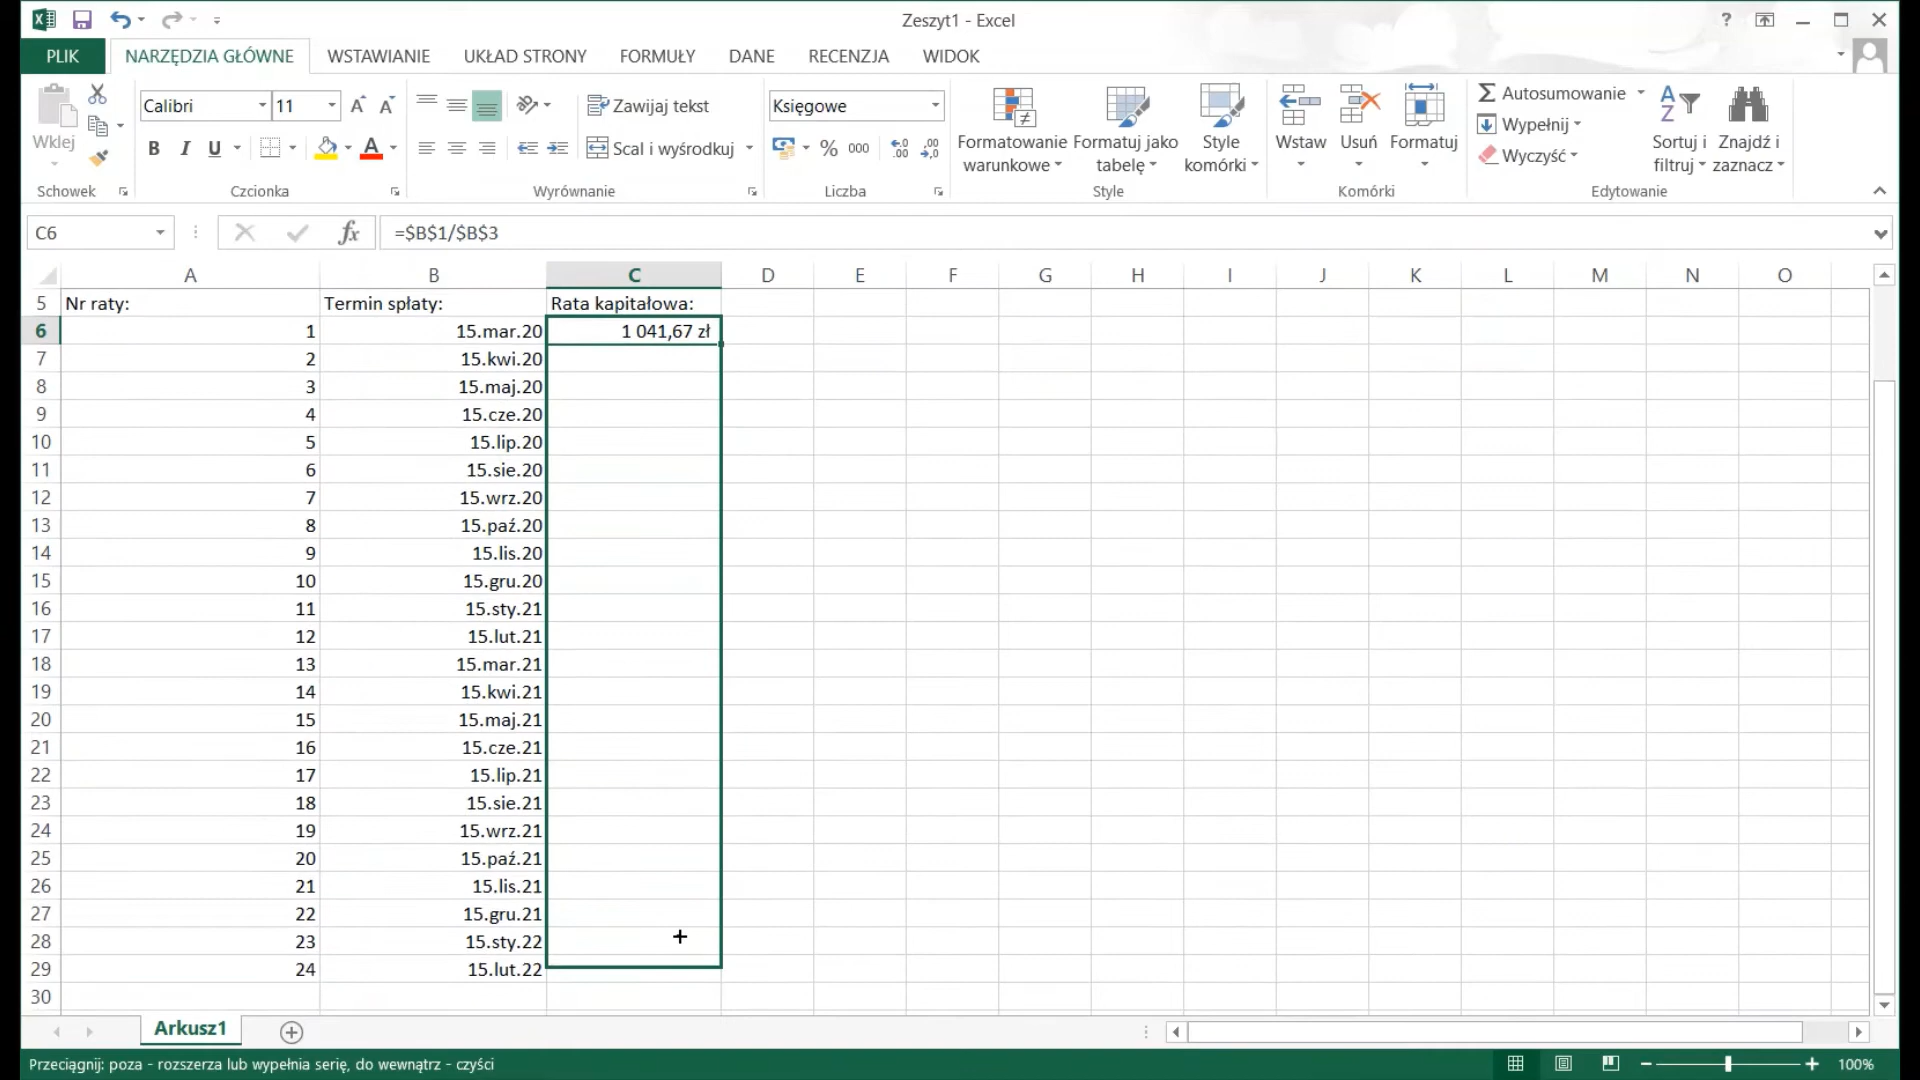 Zeszyt1 - Excel
?
PLIK NARZĘDZIA GŁÓWNE WSTAWIANIE UKŁAD STRONY FORMUŁY DANE RECENZJA WIDOK
Wklej
Schowek
Calibri 11
B I U A
Czcionka
Zawijaj tekst
Scal i wyśrodkuj
Wyrównanie
Księgowe
% 000
Liczba
Formatowanie warunkowe
Formatuj jako tabelę
Style komórki
Style
Wstaw Usuń Formatuj
Komórki
Autosumowanie
Wypełnij
Wyczyść
Sortuj i filtruj
Znajdź i zaznacz
Edytowanie
C6 fx =$B$1/$B$3
A B C D E F G H I J K L M N O
5 Nr raty: Termin spłaty: Rata kapitałowa:
6 1 15.mar.20 1 041,67 zł
7 2 15.kwi.20
8 3 15.maj.20
9 4 15.cze.20
10 5 15.lip.20
11 6 15.sie.20
12 7 15.wrz.20
13 8 15.paź.20
14 9 15.lis.20
15 10 15.gru.20
16 11 15.sty.21
17 12 15.lut.21
18 13 15.mar.21
19 14 15.kwi.21
20 15 15.maj.21
21 16 15.cze.21
22 17 15.lip.21
23 18 15.sie.21
24 19 15.wrz.21
25 20 15.paź.21
26 21 15.lis.21
27 22 15.gru.21
28 23 15.sty.22
29 24 15.lut.22
30
Arkusz1
Przeciągnij: poza - rozszerza lub wypełnia serię, do wewnątrz - czyści
100%